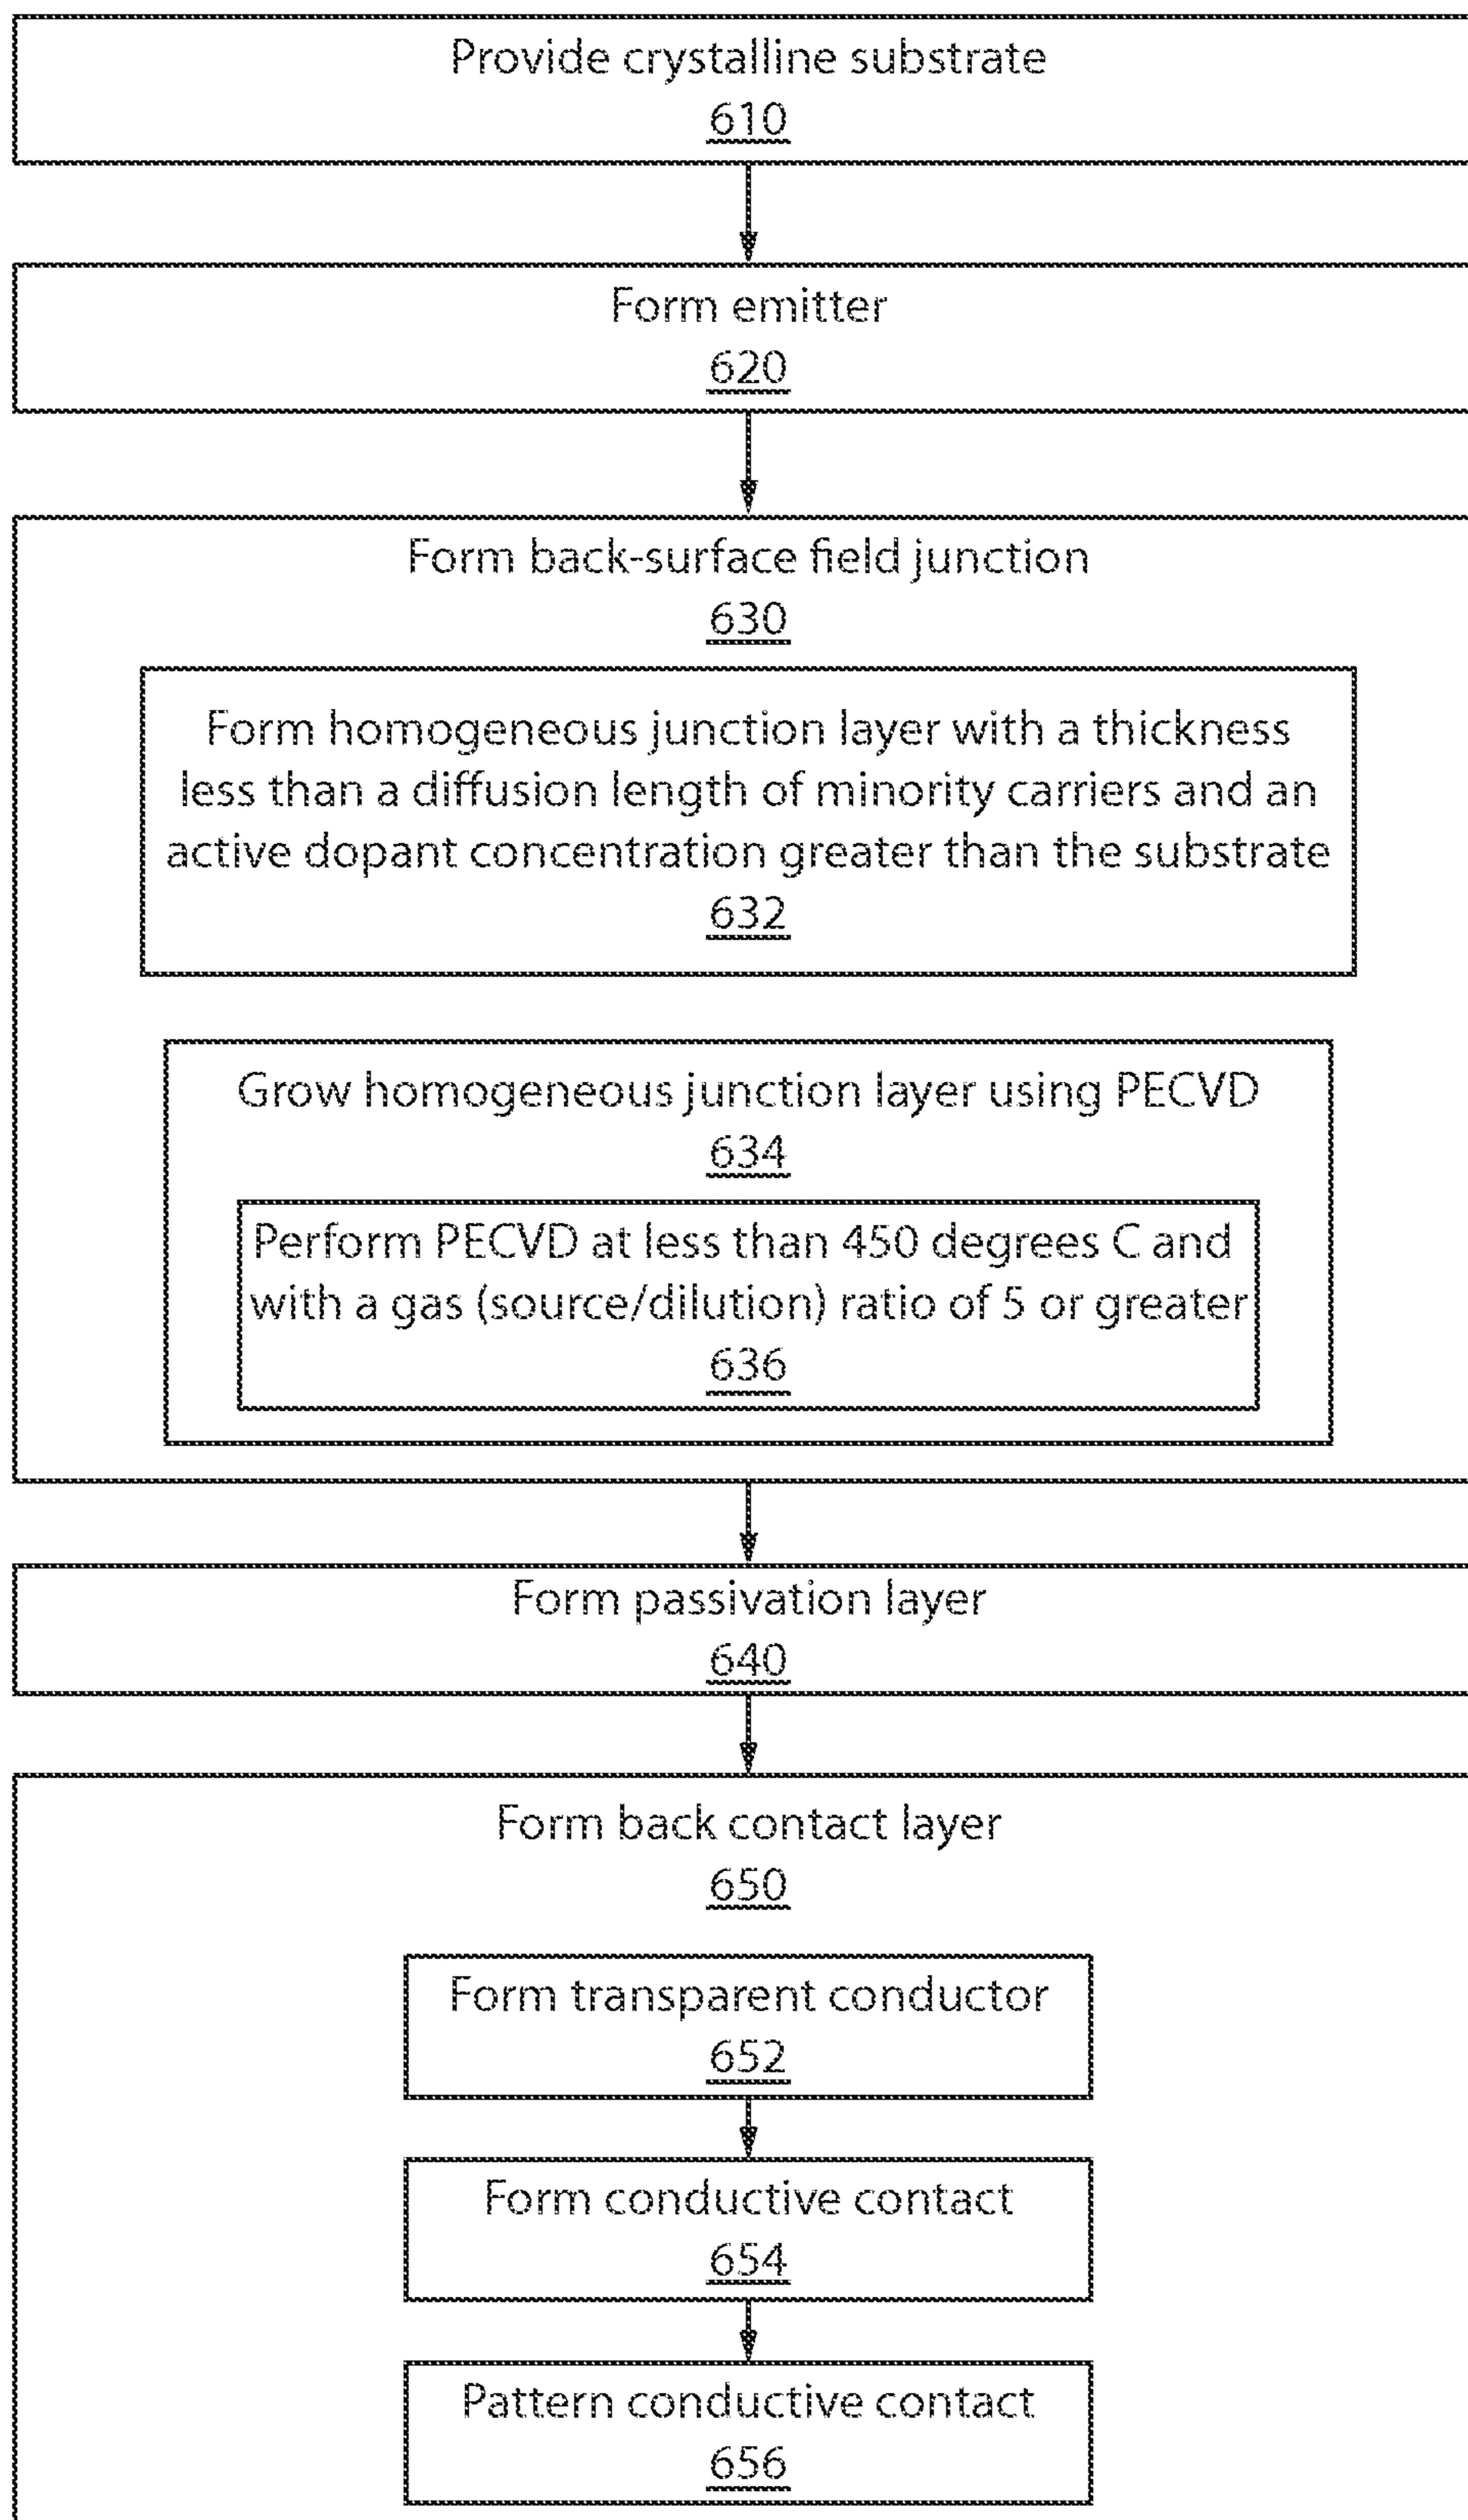 Provide crystalline substrate
610
Form emitter
620
Form back-surface field junction
630
Form homogeneous junction layer with a thickness
less than a diffusion length of minority carriers and an
active dopant concentration greater than the substrate
632
Grow homogeneous junction layer using PECVD
634
Perform PECVD at less than 450 degrees C and
with a gas (source/dilution) ratio of 5 or greater
636
Form passivation layer
640
Form back contact layer
650
Form transparent conductor
652
Form conductive contact
654
Pattern conductive contact
656